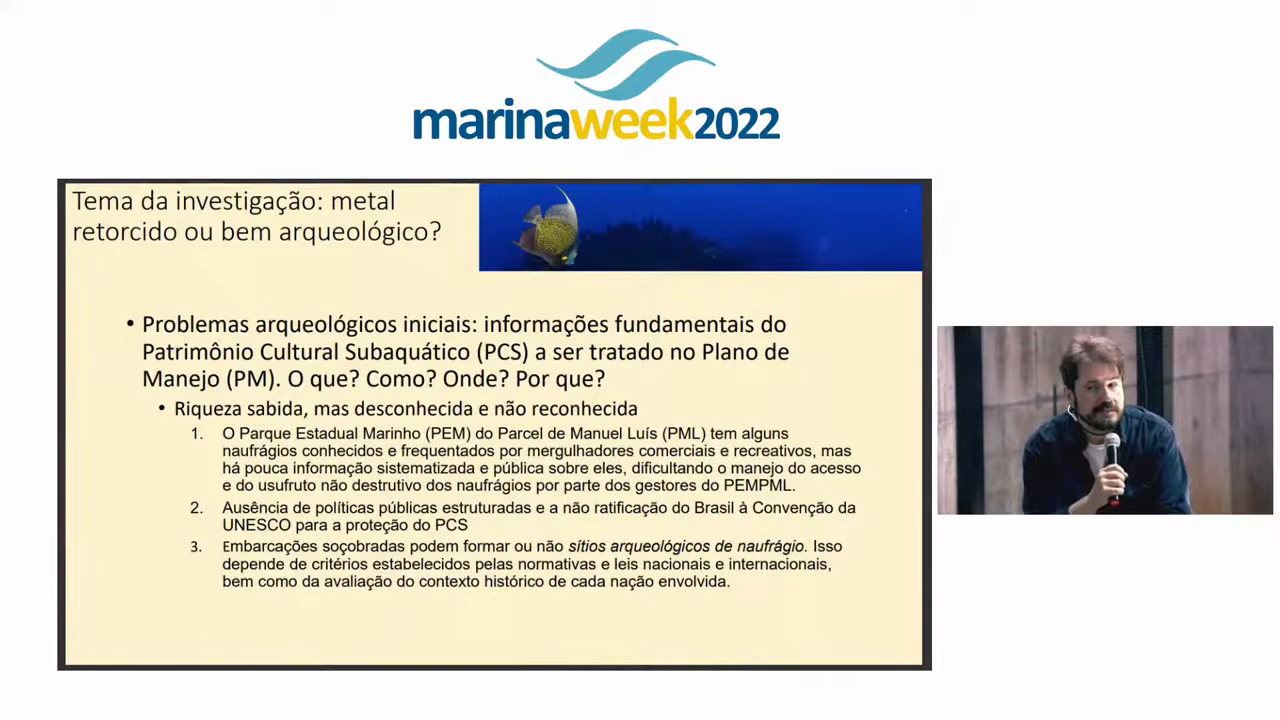 marinaweek2022
Tema da investigação: metal
retorcido ou bem arqueológico?
• Problemas arqueológicos iniciais: informações fundamentais do
Patrimônio Cultural Subaquático (PCS) a ser tratado no Plano de
Manejo (PM). O que? Como? Onde? Por que?
• Riqueza sabida, mas desconhecida e não reconhecida
1. O Parque Estadual Marinho (PEM) do Parcel de Manuel Luís (PML) tem alguns
naufrágios conhecidos e frequentados por mergulhadores comerciais e recreativos, mas
há pouca informação sistematizada e pública sobre eles, dificultando o manejo do acesso
e do usufruto não destrutivo dos naufrágios por parte dos gestores do PEMPML.
2. Ausência de políticas públicas estruturadas e a não ratificação do Brasil à Convenção da
UNESCO para a proteção do PCS
3. Embarcações soçobradas podem formar ou não sítios arqueológicos de naufrágio. Isso
depende de critérios estabelecidos pelas normativas e leis nacionais e internacionais,
bem como da avaliação do contexto histórico de cada nação envolvida.